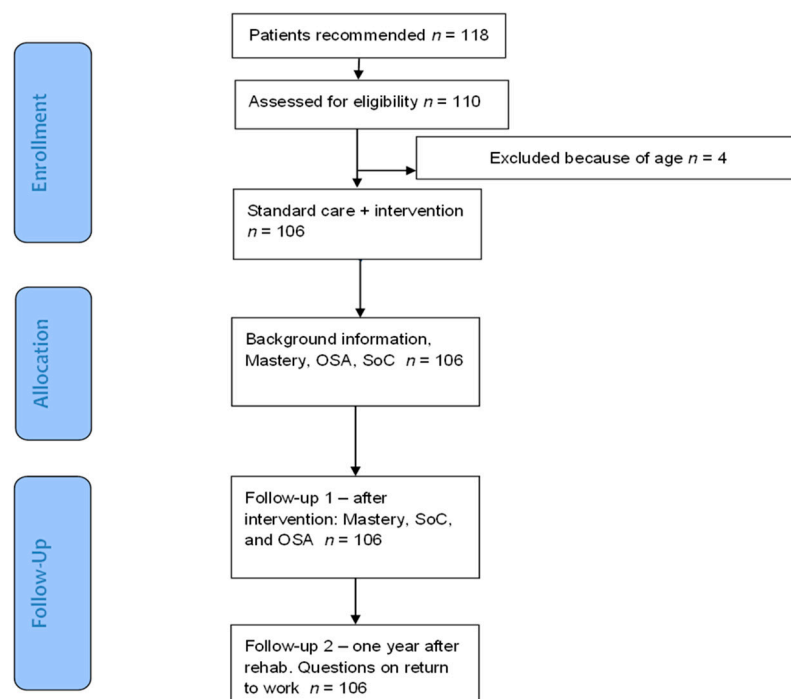 Enrollment
Patients recommended n = 118
Assessed for eligibility n = 110
Excluded because of age n = 4
Standard care + intervention
n = 106
Allocation
Background information,
Mastery, OSA, SoC n = 106
Follow-Up
Follow-up 1 – after
intervention: Mastery, SoC,
and OSA n = 106
Follow-up 2 – one year after
rehab. Questions on return
to work n = 106